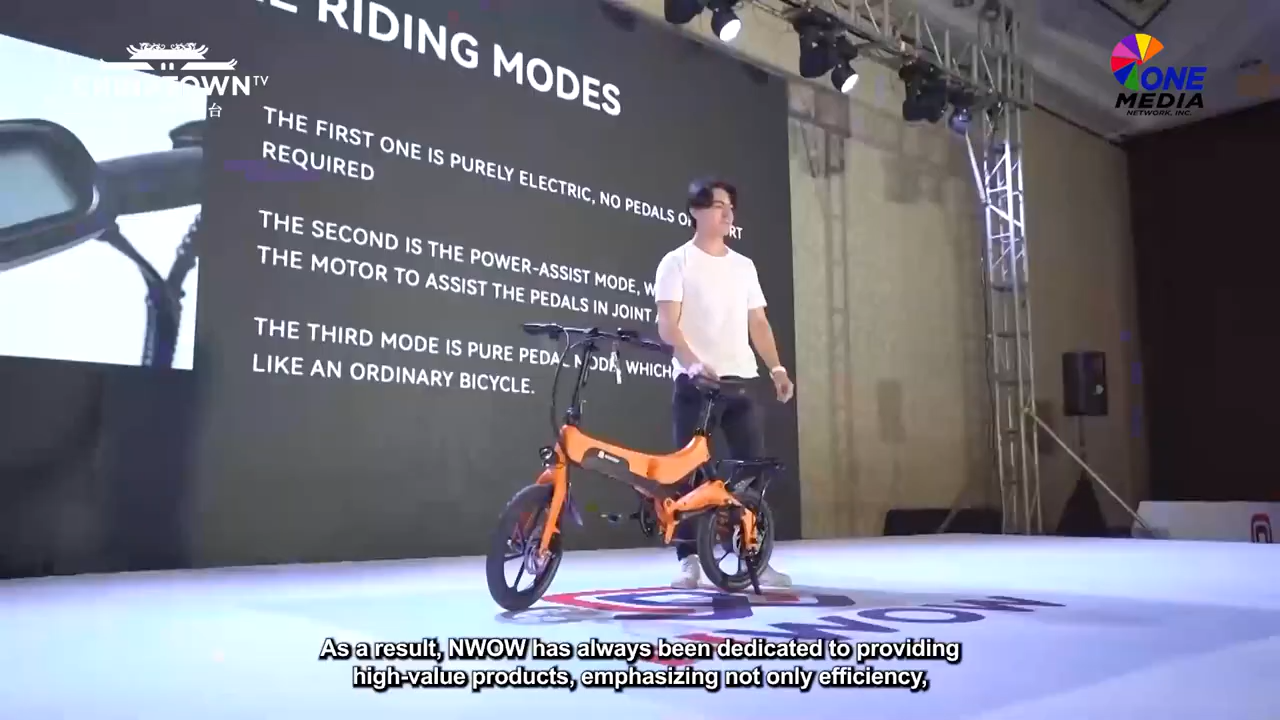 RIDING MODES
THE FIRST ONE IS PURELY ELECTRIC, NO PEDALS
REQUIRED
THE SECOND IS THE POWER-ASSIST MODE,
THE MOTOR TO ASSIST THE PEDALS IN JOINT
THE THIRD MODE IS PURE PEDAL MODE, WHICH
LIKE AN ORDINARY BICYCLE.
TOWN TV
台
ONE
MEDIA
NETWORK, INC.
WOW
As a result, NWOW has always been dedicated to providing
high-value products, emphasizing not only efficiency,